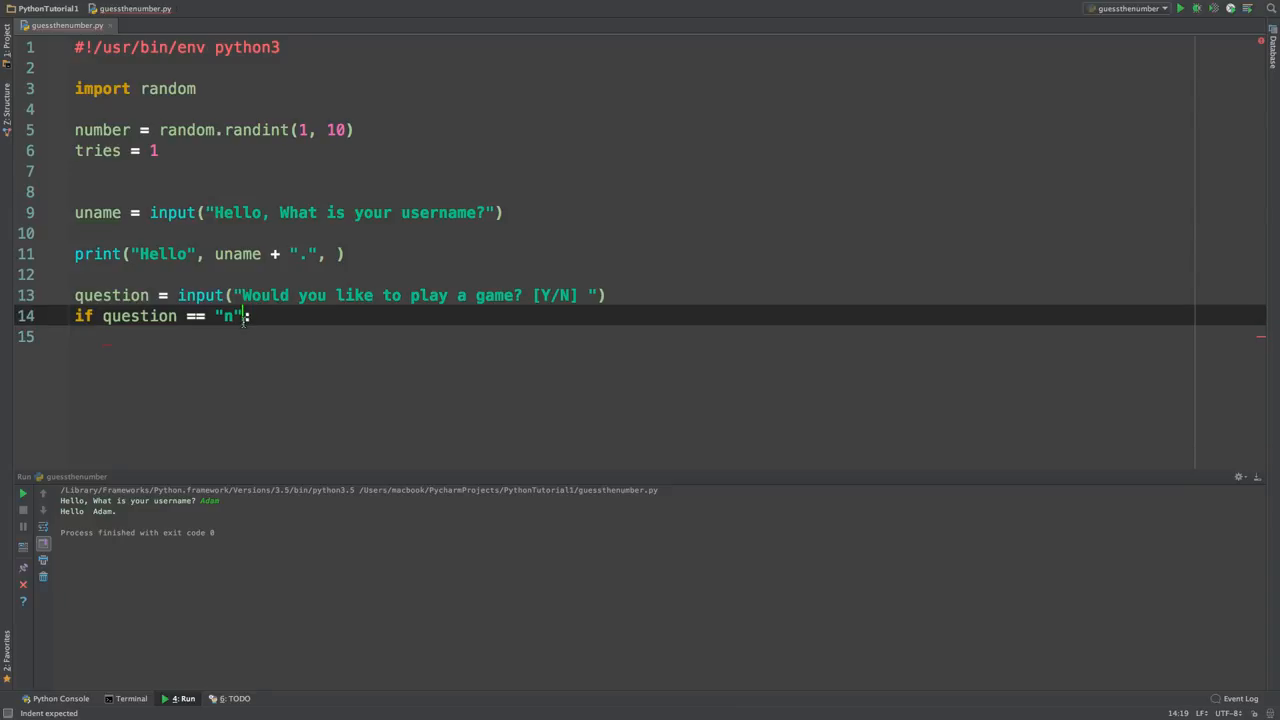 PythonTutorial1 guessthenumber.py guessthenumber
guessthenumber.py
1: Project
Z: Structure
Database
1 #!/usr/bin/env python3
2
3 import random
4
5 number = random.randint(1, 10)
6 tries = 1
7
8
9 uname = input("Hello, What is your username?")
10
11 print("Hello", uname + ".", )
12
13 question = input("Would you like to play a game? [Y/N] ")
14 if question == "n":
15
Run guessthenumber
/Library/Frameworks/Python.framework/Versions/3.5/bin/python3.5 /Users/macbook/PycharmProjects/PythonTutorial1/guessthenumber.py
Hello, What is your username? Adam
Hello  Adam.
Process finished with exit code 0
2: Favorites
Python Console Terminal 4: Run 6: TODO Event Log
Indent expected 14:19 LF÷ UTF-8÷